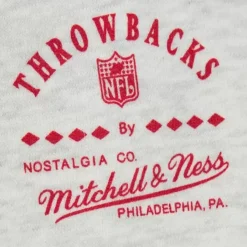 THROWBACKS
NFL
By
NOSTALGIA CO.
Mitchell & Ness
PHILADELPHIA, PA.